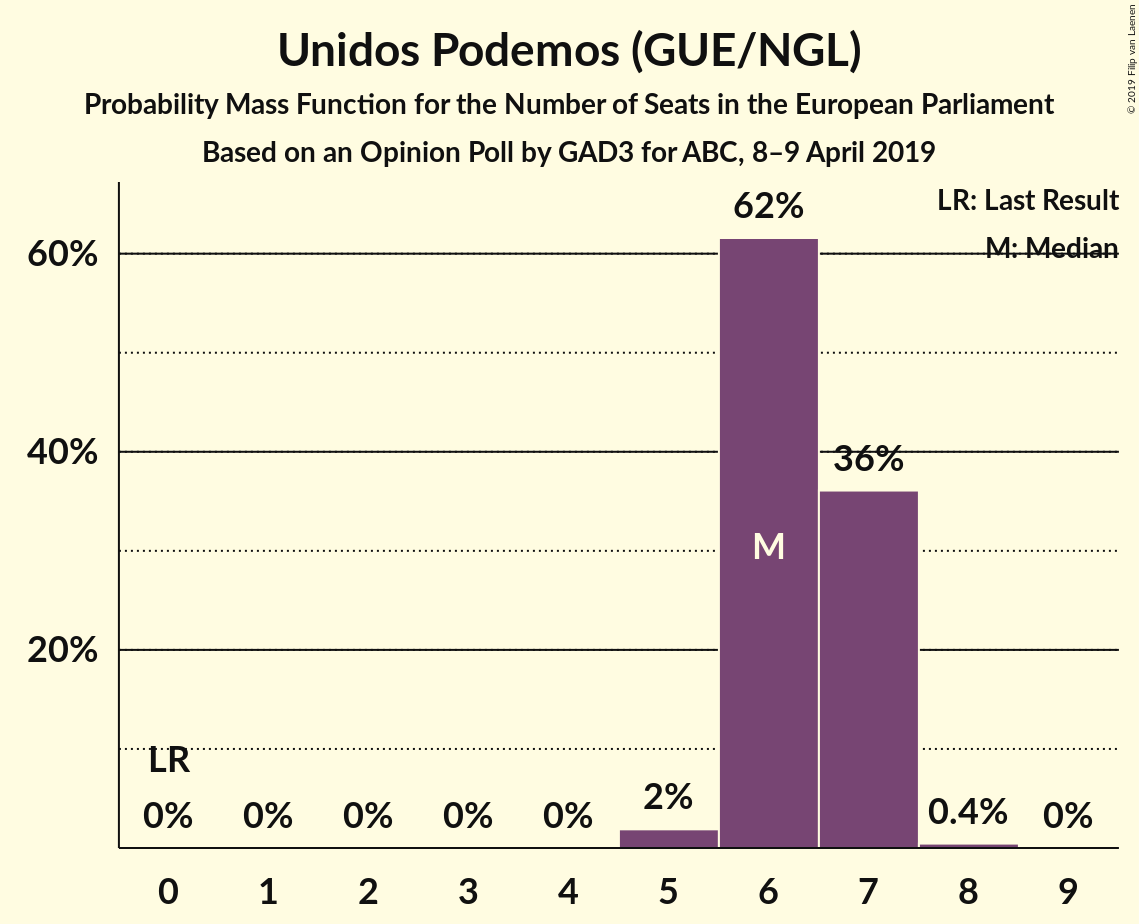 Unidos Podemos (GUE/NGL)
Probability Mass Function for the Number of Seats in the European Parliament
Based on an Opinion Poll by GAD3 for ABC, 8–9 April 2019
© 2019 Filip van Laenen
LR: Last Result
M: Median
62%
60%
40%
36%
M
20%
LR
0% 0% 0% 0% 0% 2% 0.4% 0%
0 1 2 3 4 5 6 7 8 9